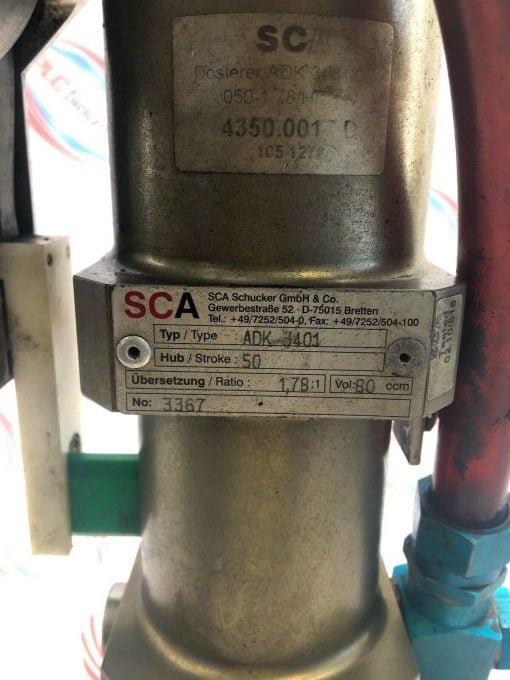 SCA
Dosierer ADK
4350.001 D
SCA
SCA Schucker GmbH & Co.
Gewerbestraße 52 · D-75015 Bretten
Tel.: +49/7252/504-0, Fax: +49/7252/504-100
Typ / Type : ADK 3401
Hub / Stroke : 50
Übersetzung / Ratio : 1,78:1 Vol: 80 ccm
No: 3367